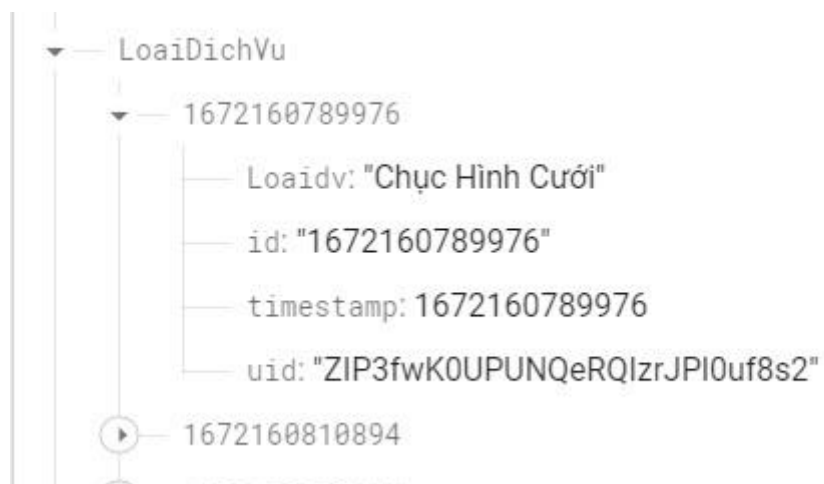 LoaiDichVu
1672160789976
Loaidv: "Chục Hình Cưới"
id: "1672160789976"
timestamp: 1672160789976
uid: "ZIP3fwK0UPUNQeRQIzrJPI0uf8s2"
1672160810894